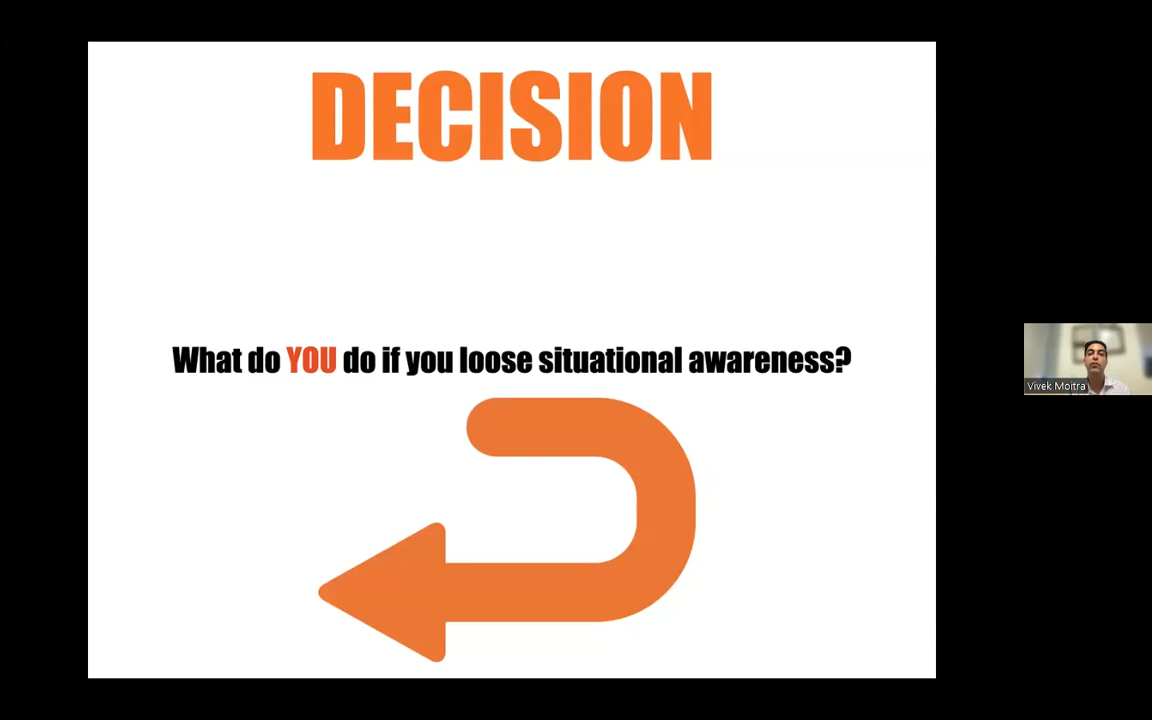 DECISION
What do YOU do if you loose situational awareness?
Vivek Moitra